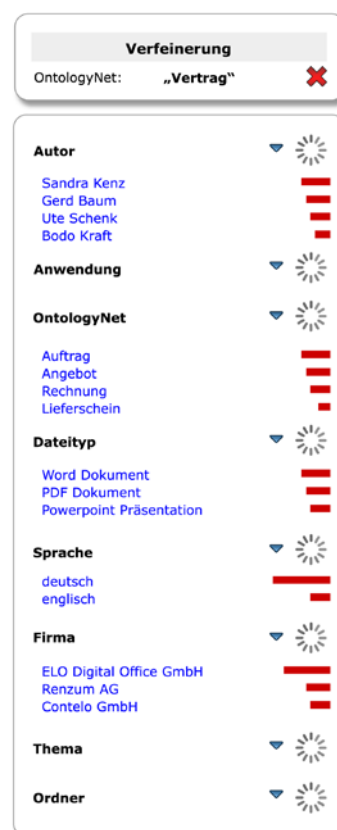 Verfeinerung
OntologyNet: „Vertrag“
Autor
Sandra Kenz
Gerd Baum
Ute Schenk
Bodo Kraft
Anwendung
OntologyNet
Auftrag
Angebot
Rechnung
Lieferschein
Dateityp
Word Dokument
PDF Dokument
Powerpoint Präsentation
Sprache
deutsch
englisch
Firma
ELO Digital Office GmbH
Renzum AG
Contelo GmbH
Thema
Ordner